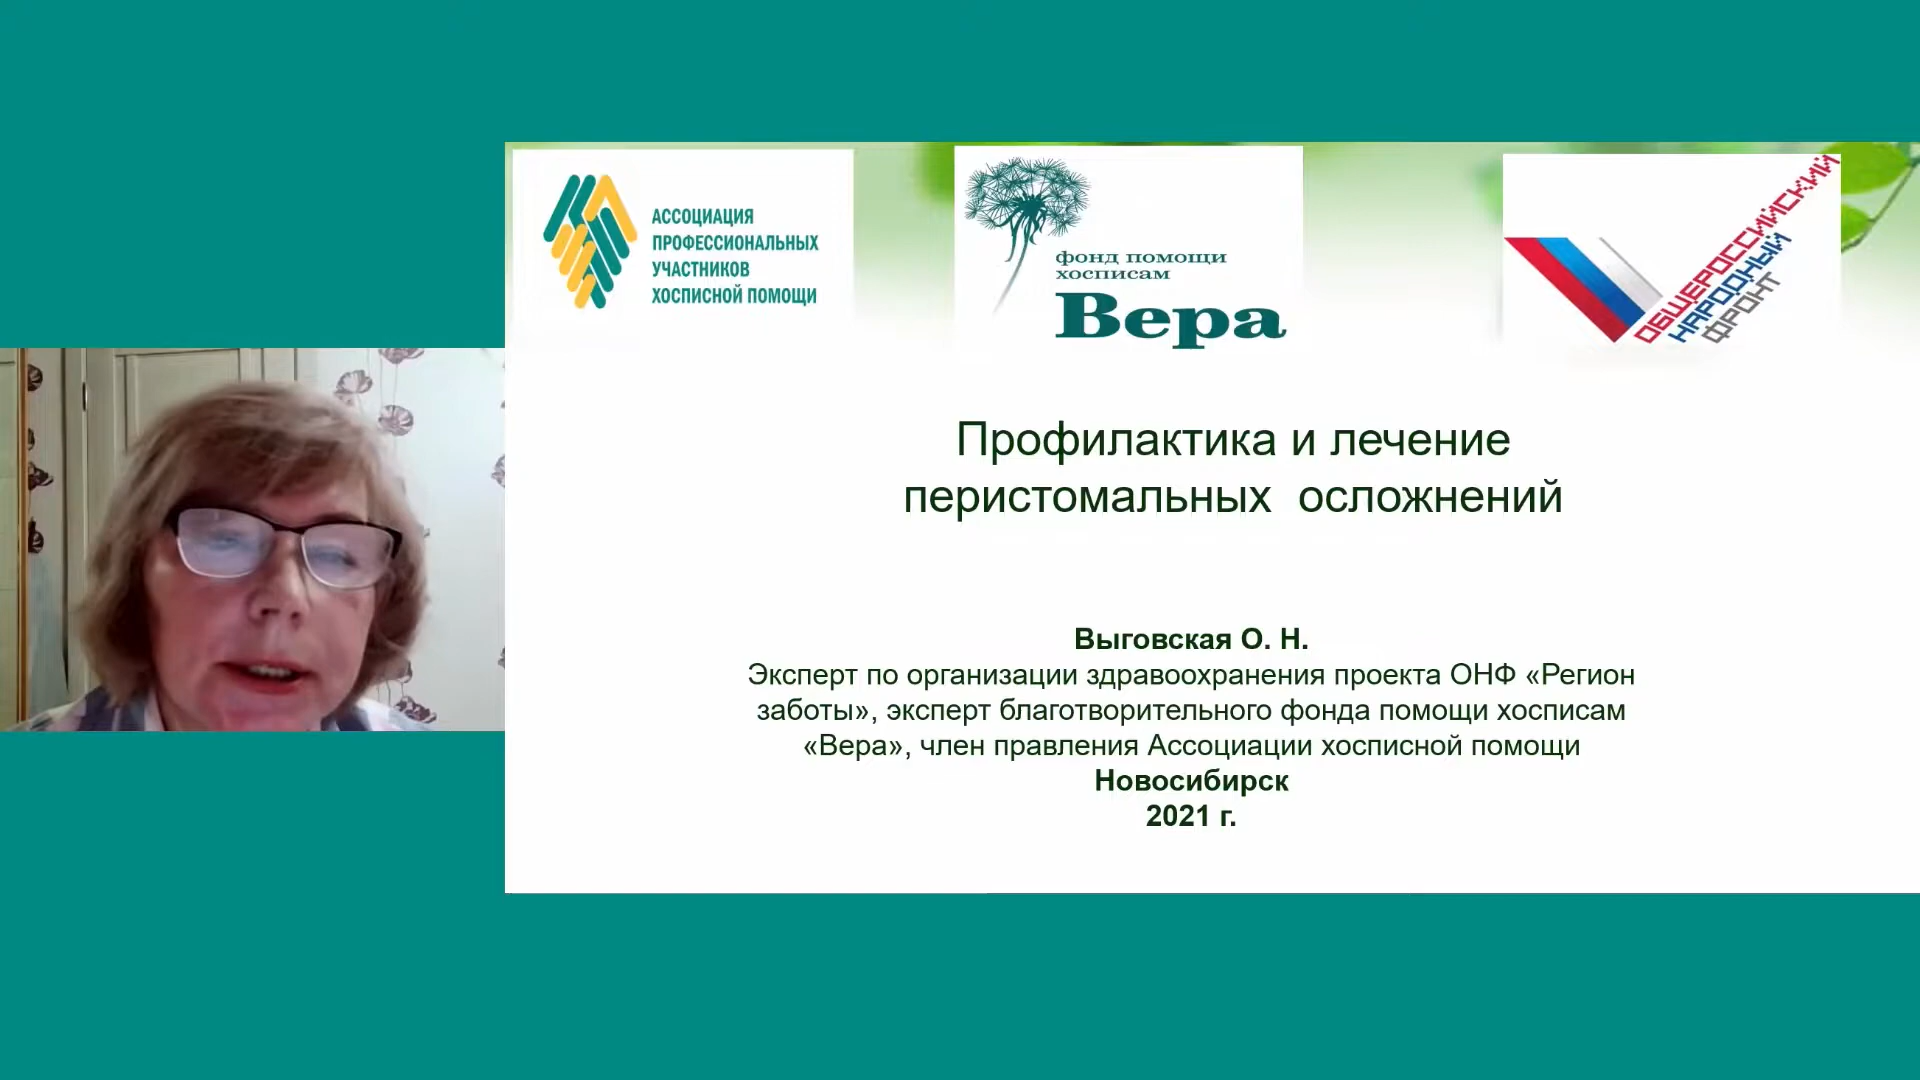 АССОЦИАЦИЯ
ПРОФЕССИОНАЛЬНЫХ
УЧАСТНИКОВ
ХОСПИСНОЙ ПОМОЩИ
фонд помощи
хосписам
Вера
ОБЩЕРОССИЙСКИЙ
НАРОДНЫЙ
ФРОНТ
Профилактика и лечение
перистомальных осложнений
Выговская О. Н.
Эксперт по организации здравоохранения проекта ОНФ «Регион
заботы», эксперт благотворительного фонда помощи хосписам
«Вера», член правления Ассоциации хосписной помощи
Новосибирск
2021 г.